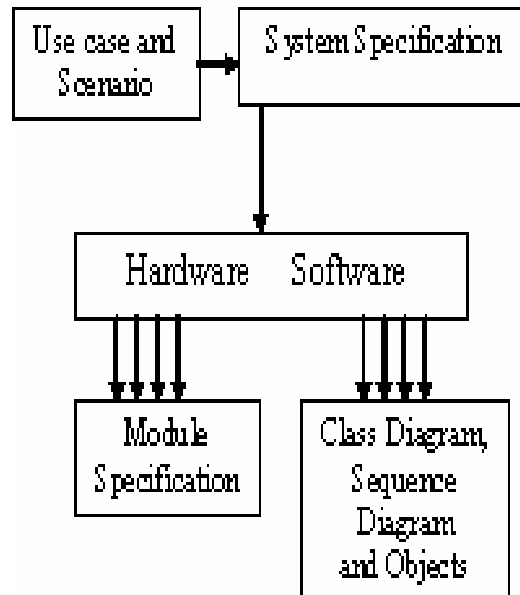 Use case and
Scenario
System Specification
Hardware Software
Module
Specification
Class Diagram,
Sequence
Diagram
and Objects